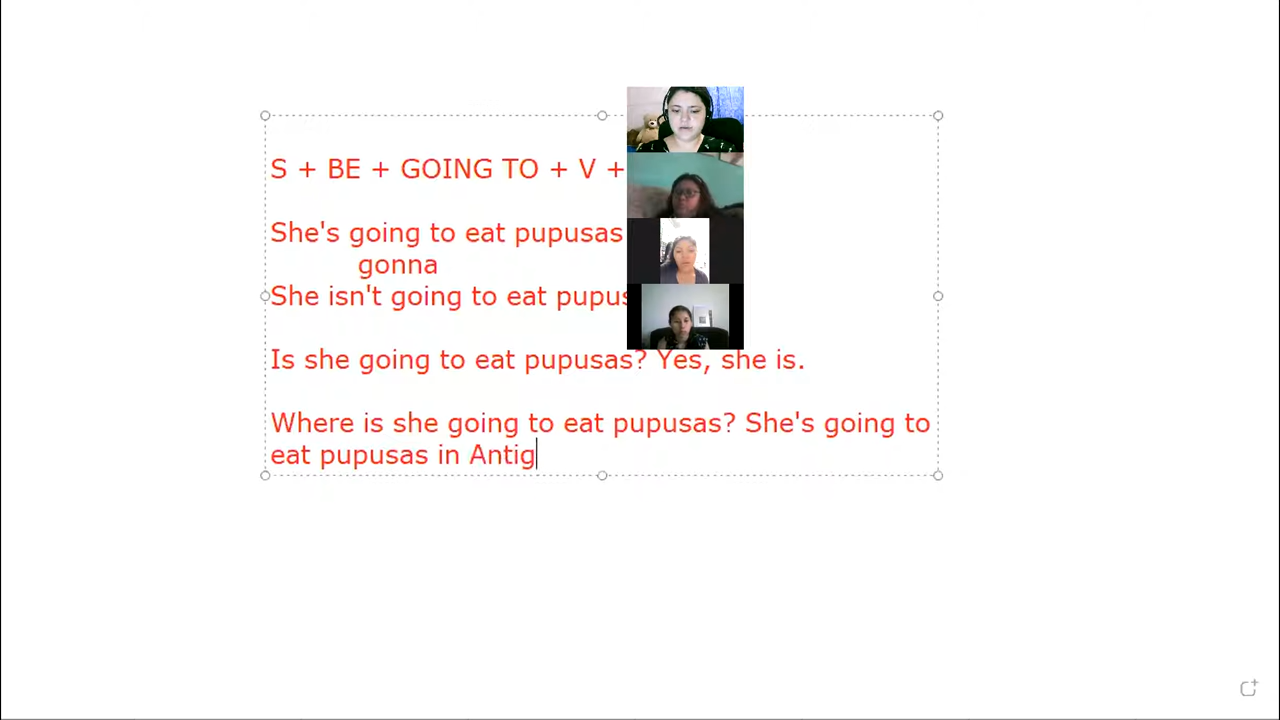 S + BE + GOING TO + V +
She's going to eat pupusas
gonna
She isn't going to eat
Is she going to eat pupusas? Yes, she is.
Where is she going to eat pupusas? She's going to
eat pupusas in Antig